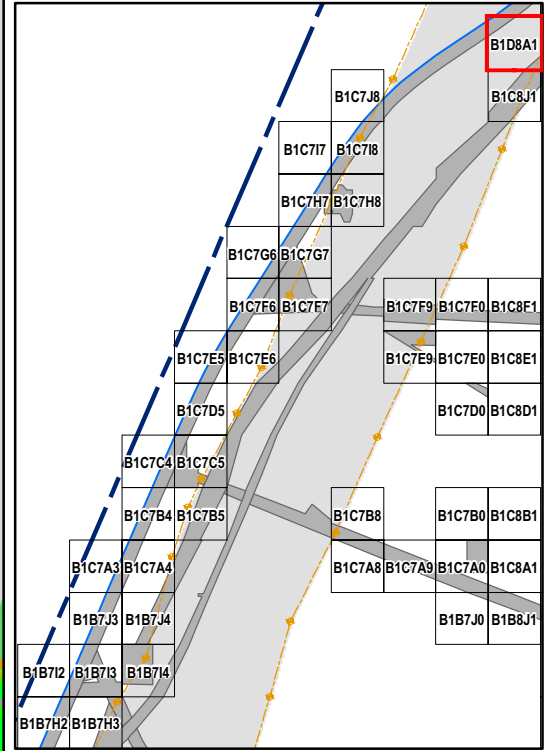 B1D8A1
B1C7J8 B1C8J1
B1C7I7 B1C7I8
B1C7H7 B1C7H8
B1C7G6 B1C7G7
B1C7F6 B1C7F7 B1C7F9 B1C7F0 B1C8F1
B1C7E5 B1C7E6 B1C7E9 B1C7E0 B1C8E1
B1C7D5 B1C7D0 B1C8D1
B1C7C4 B1C7C5
B1C7B4 B1C7B5 B1C7B8 B1C7B0 B1C8B1
B1C7A3 B1C7A4 B1C7A8 B1C7A9 B1C7A0 B1C8A1
B1B7J3 B1B7J4 B1B7J0 B1B8J1
B1B7I2 B1B7I3 B1B7I4
B1B7H2 B1B7H3